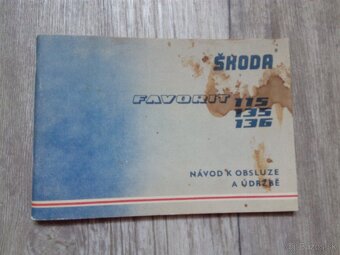 ŠKODA
FAVORIT 115
135
136
NÁVOD K OBSLUZE
A ÚDRŽBĚ